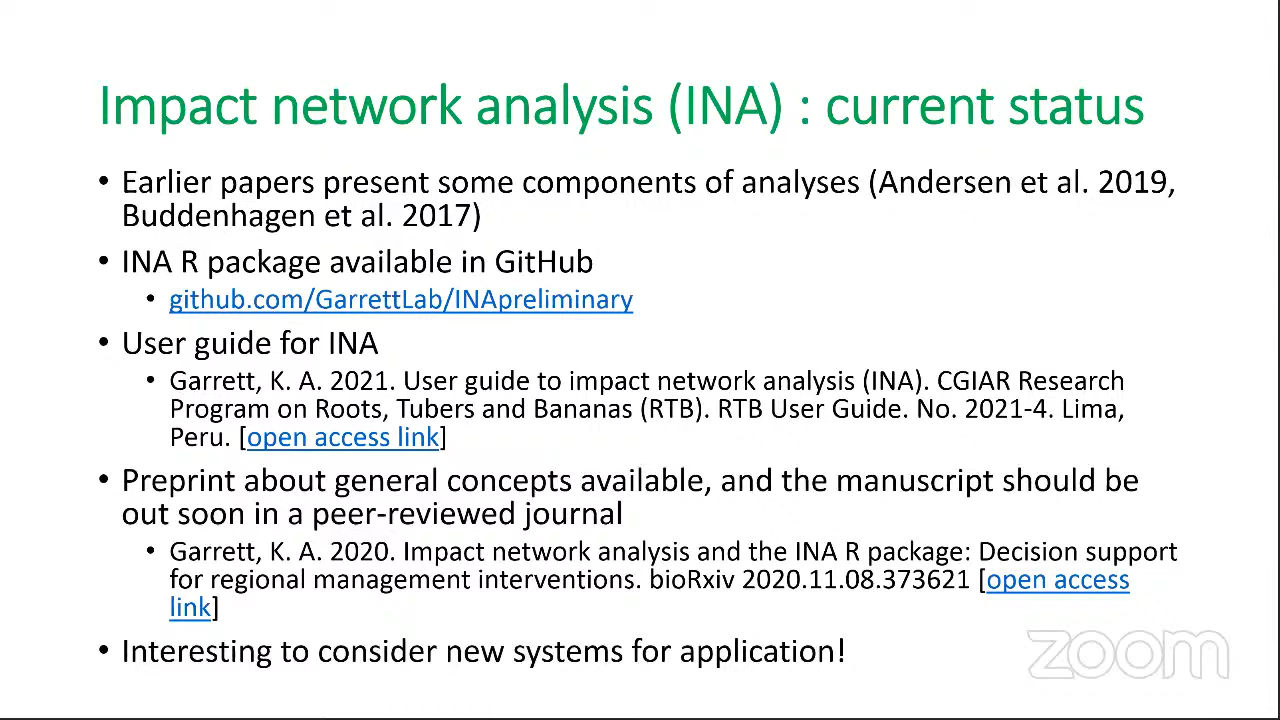 Impact network analysis (INA) : current status
• Earlier papers present some components of analyses (Andersen et al. 2019,
Buddenhagen et al. 2017)
• INA R package available in GitHub
• github.com/GarrettLab/INApreliminary
• User guide for INA
• Garrett, K. A. 2021. User guide to impact network analysis (INA). CGIAR Research
Program on Roots, Tubers and Bananas (RTB). RTB User Guide. No. 2021-4. Lima,
Peru. [open access link]
• Preprint about general concepts available, and the manuscript should be
out soon in a peer-reviewed journal
• Garrett, K. A. 2020. Impact network analysis and the INA R package: Decision support
for regional management interventions. bioRxiv 2020.11.08.373621 [open access
link]
• Interesting to consider new systems for application!
zoom